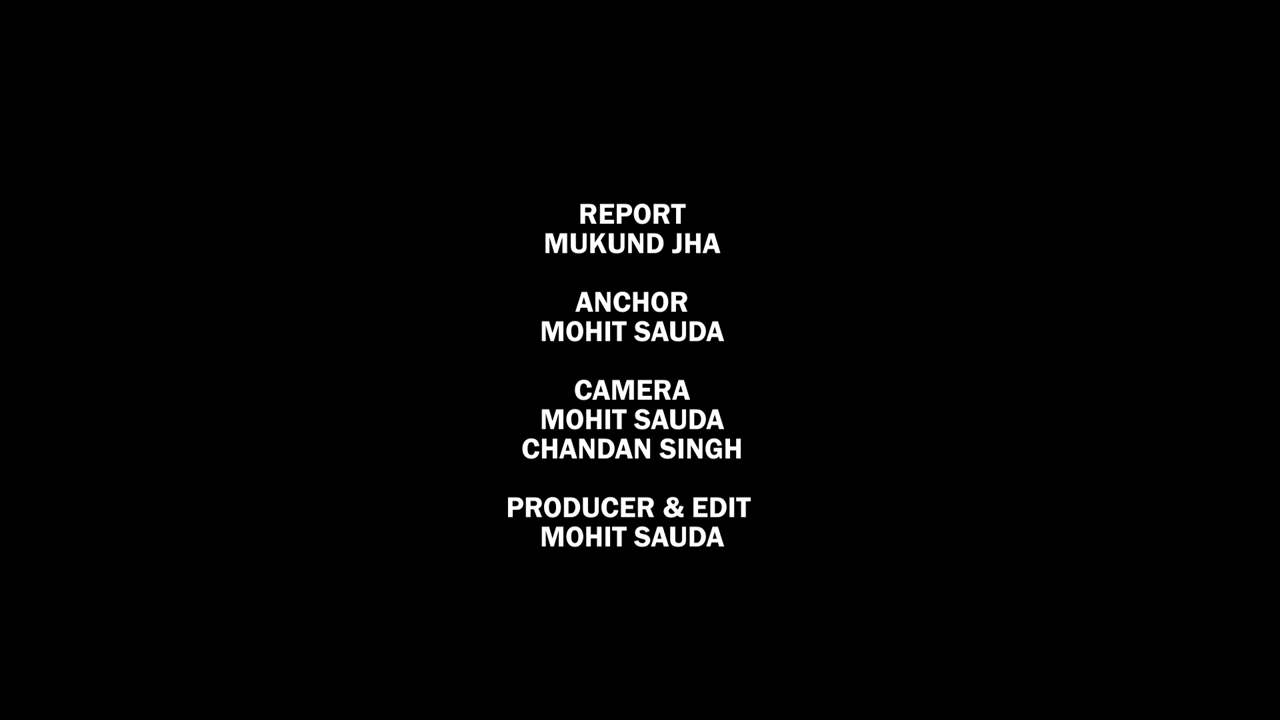 REPORT
MUKUND JHA
ANCHOR
MOHIT SAUDA
CAMERA
MOHIT SAUDA
CHANDAN SINGH
PRODUCER & EDIT
MOHIT SAUDA